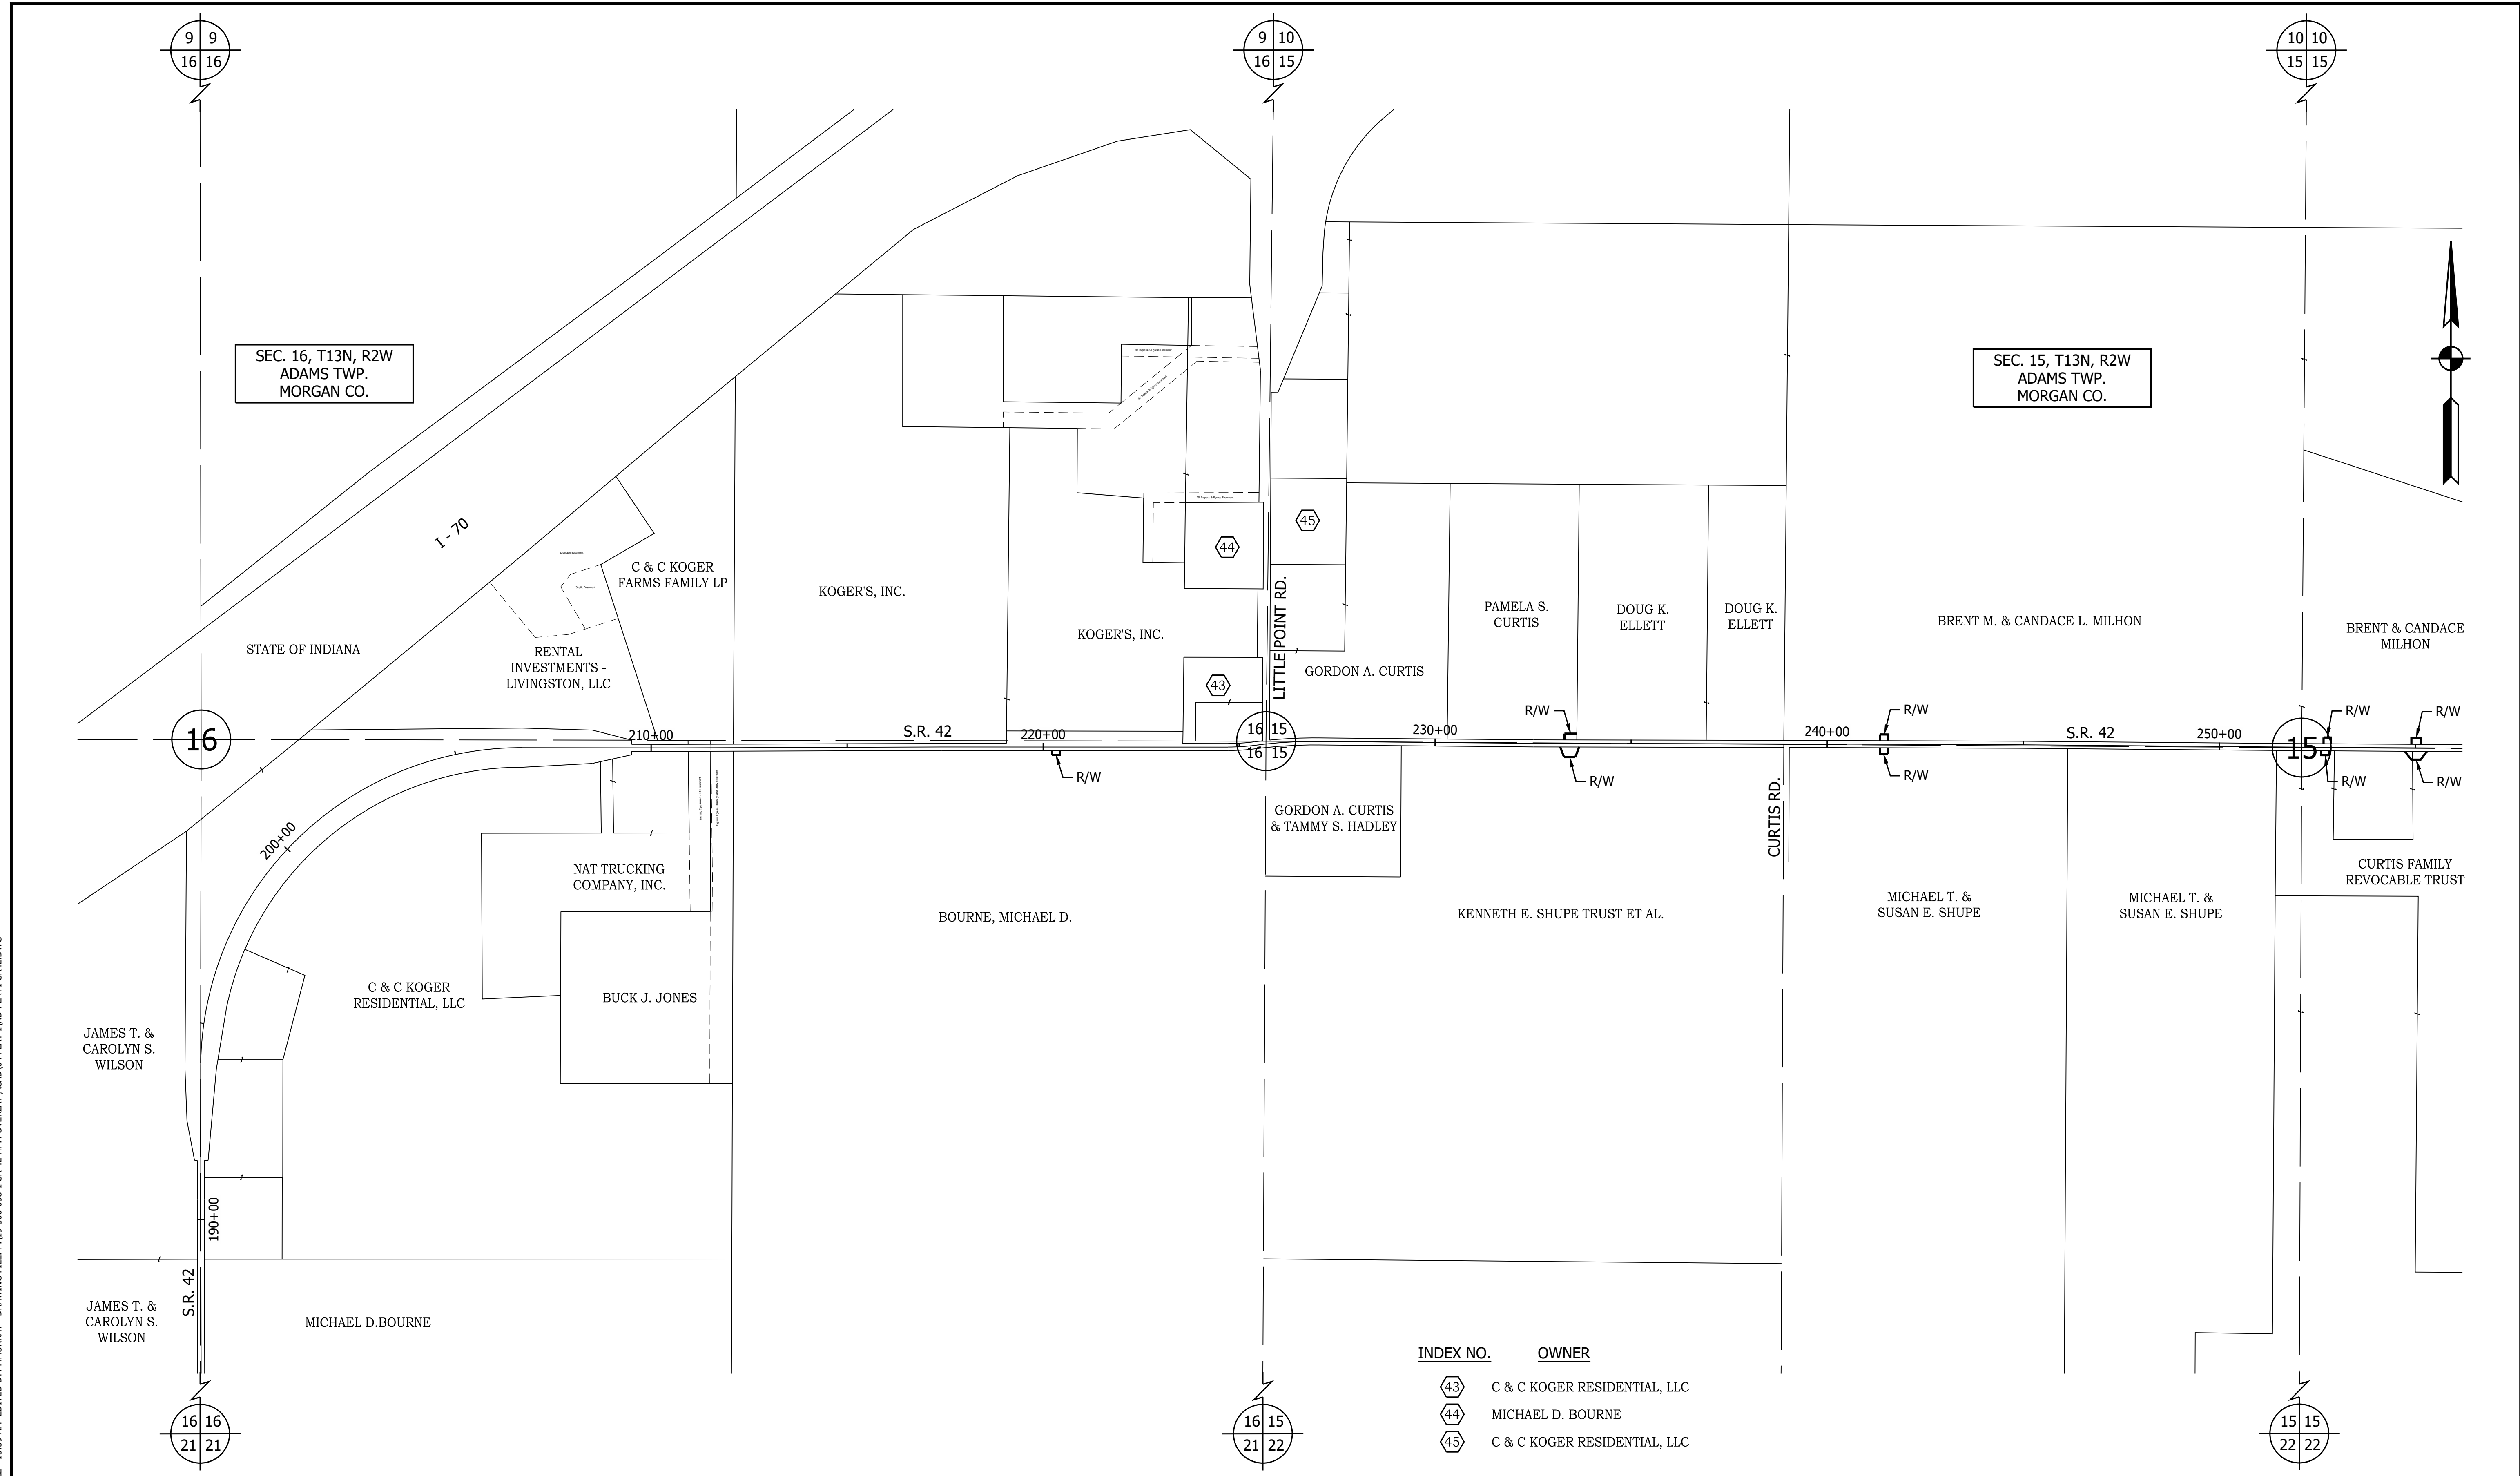 9 9
16 16
9 10
16 15
10 10
15 15
SEC. 16, T13N, R2W
ADAMS TWP.
MORGAN CO.
SEC. 15, T13N, R2W
ADAMS TWP.
MORGAN CO.
I - 70
C & C KOGER
FARMS FAMILY LP
KOGER'S, INC.
KOGER'S, INC.
44
45
43
LITTLE POINT RD.
STATE OF INDIANA
RENTAL
INVESTMENTS -
LIVINGSTON, LLC
PAMELA S.
CURTIS
DOUG K.
ELLETT
DOUG K.
ELLETT
BRENT M. & CANDACE L. MILHON
BRENT & CANDACE
MILHON
GORDON A. CURTIS
16
200+00
210+00
S.R. 42
220+00
R/W
16 15
16 15
230+00
R/W
R/W
240+00
R/W
R/W
S.R. 42
250+00
15
R/W
R/W
R/W
R/W
GORDON A. CURTIS
& TAMMY S. HADLEY
CURTIS RD.
NAT TRUCKING
COMPANY, INC.
BOURNE, MICHAEL D.
KENNETH E. SHUPE TRUST ET AL.
MICHAEL T. &
SUSAN E. SHUPE
MICHAEL T. &
SUSAN E. SHUPE
CURTIS FAMILY
REVOCABLE TRUST
C & C KOGER
RESIDENTIAL, LLC
BUCK J. JONES
JAMES T. &
CAROLYN S.
WILSON
190+00
S.R. 42
JAMES T. &
CAROLYN S.
WILSON
MICHAEL D.BOURNE
INDEX NO. OWNER
43 C & C KOGER RESIDENTIAL, LLC
44 MICHAEL D. BOURNE
45 C & C KOGER RESIDENTIAL, LLC
16 16
21 21
16 15
21 22
15 15
22 22